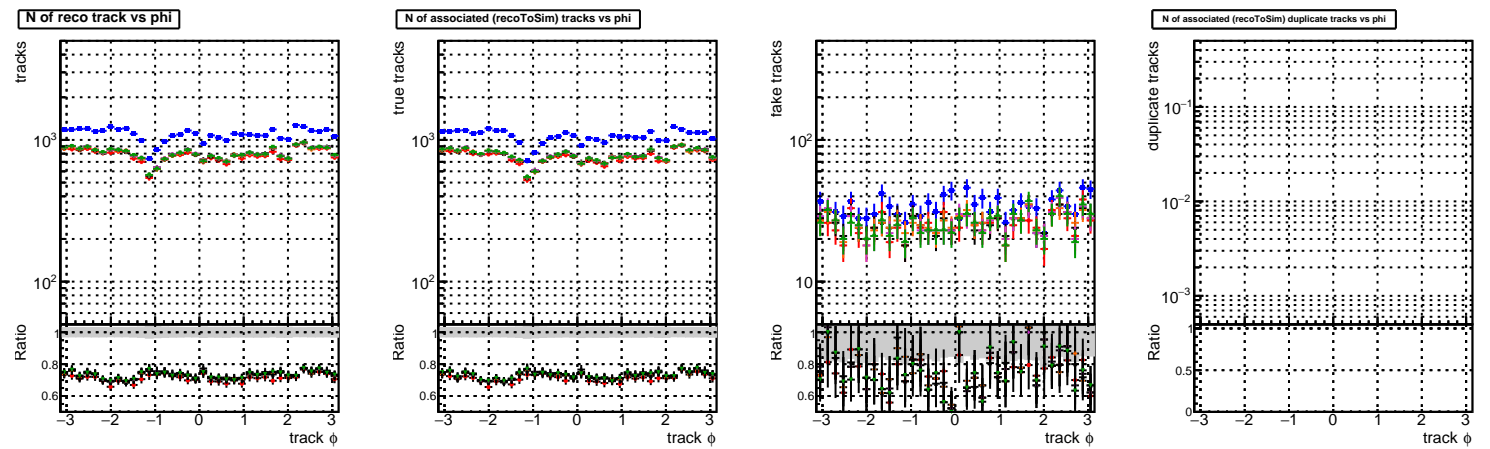 N of reco track vs phi
tracks
10³
10²
Ratio
1
0.8
0.6
−3 −2 −1 0 1 2 3
track ϕ
N of associated (recoToSim) tracks vs phi
true tracks
10³
10²
Ratio
1
0.8
0.6
−3 −2 −1 0 1 2 3
track ϕ
fake tracks
10²
10
Ratio
1
0.8
0.6
−3 −2 −1 0 1 2 3
track ϕ
N of associated (recoToSim) duplicate tracks vs phi
duplicate tracks
10⁻¹
10⁻²
10⁻³
Ratio
1
0.5
0
−3 −2 −1 0 1 2 3
track ϕ